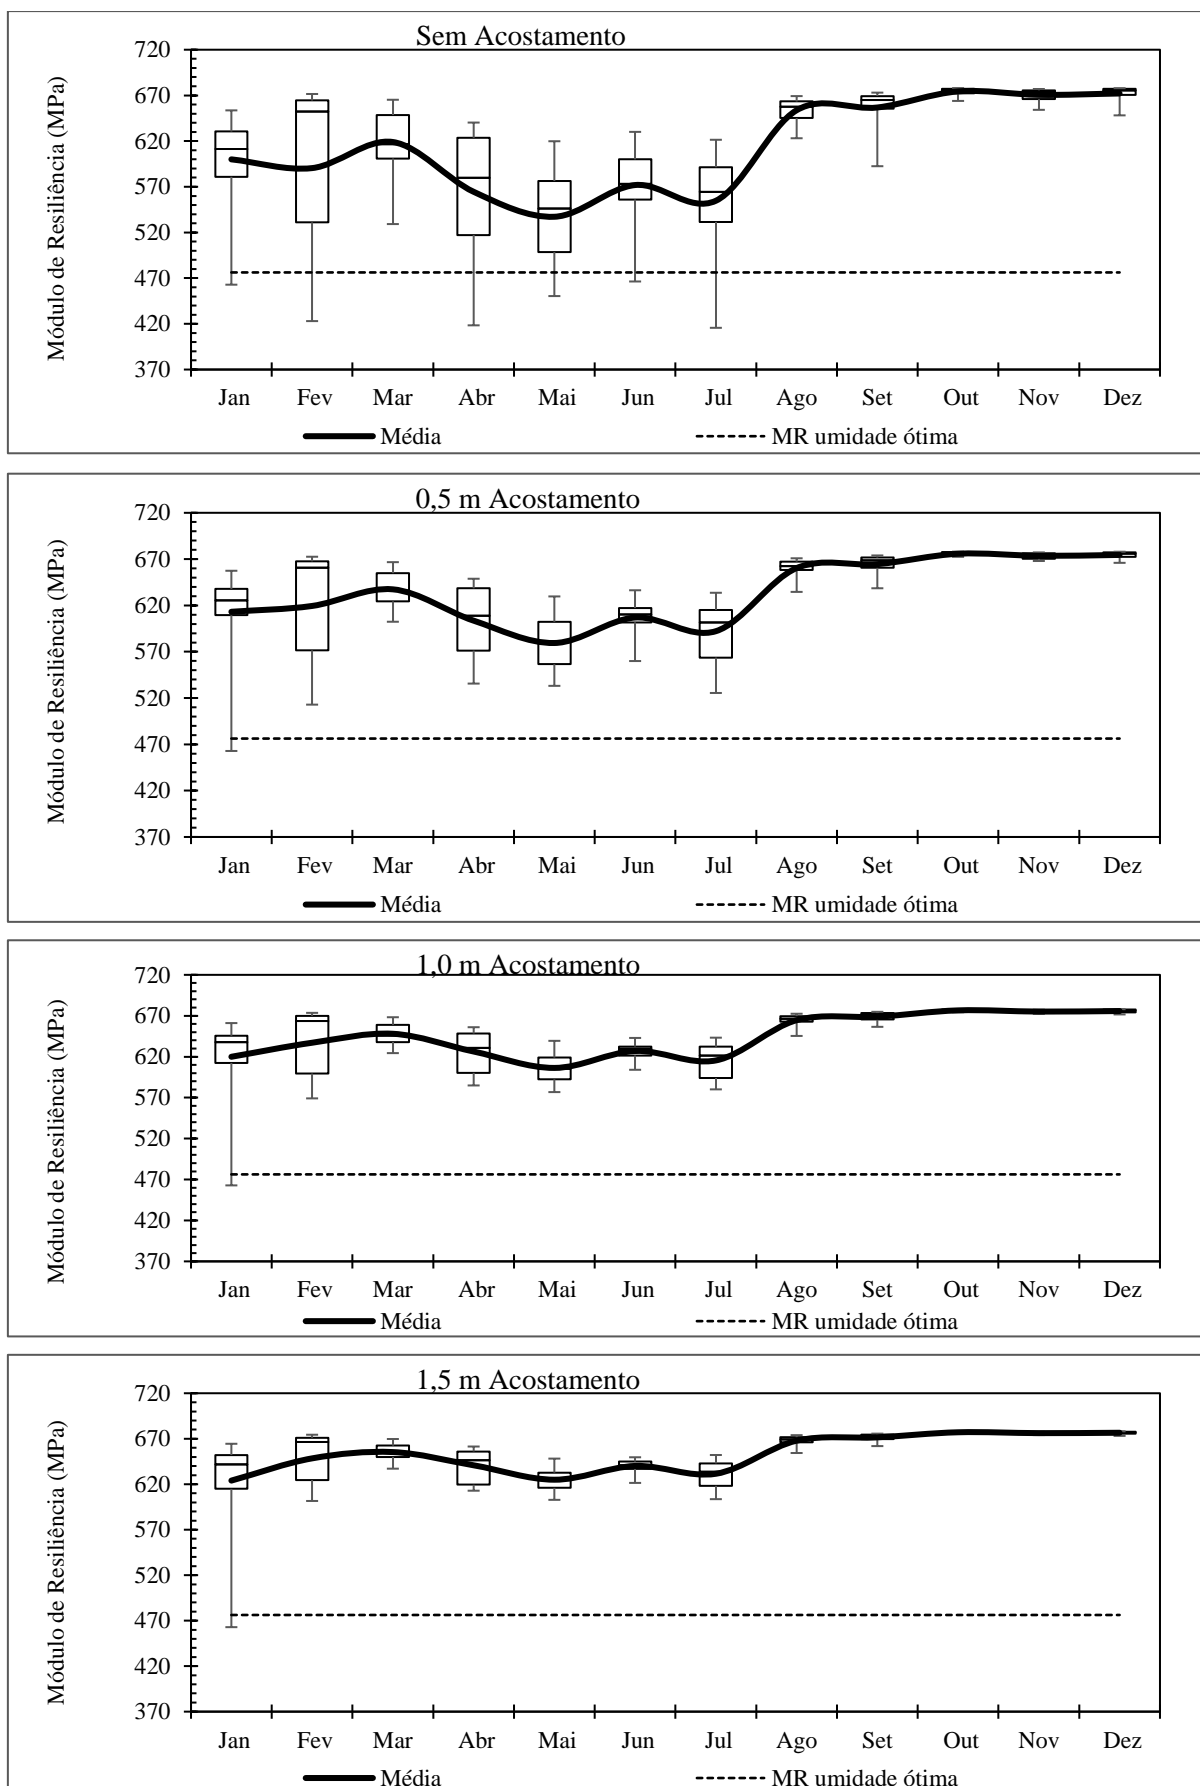 Sem Acostamento
Módulo de Resiliência (MPa)
720
670
620
570
520
470
420
370
Jan Fev Mar Abr Mai Jun Jul Ago Set Out Nov Dez
Média MR umidade ótima
0,5 m Acostamento
Módulo de Resiliência (MPa)
720
670
620
570
520
470
420
370
Jan Fev Mar Abr Mai Jun Jul Ago Set Out Nov Dez
Média MR umidade ótima
1,0 m Acostamento
Módulo de Resiliência (MPa)
720
670
620
570
520
470
420
370
Jan Fev Mar Abr Mai Jun Jul Ago Set Out Nov Dez
Média MR umidade ótima
1,5 m Acostamento
Módulo de Resiliência (MPa)
720
670
620
570
520
470
420
370
Jan Fev Mar Abr Mai Jun Jul Ago Set Out Nov Dez
Média MR umidade ótima